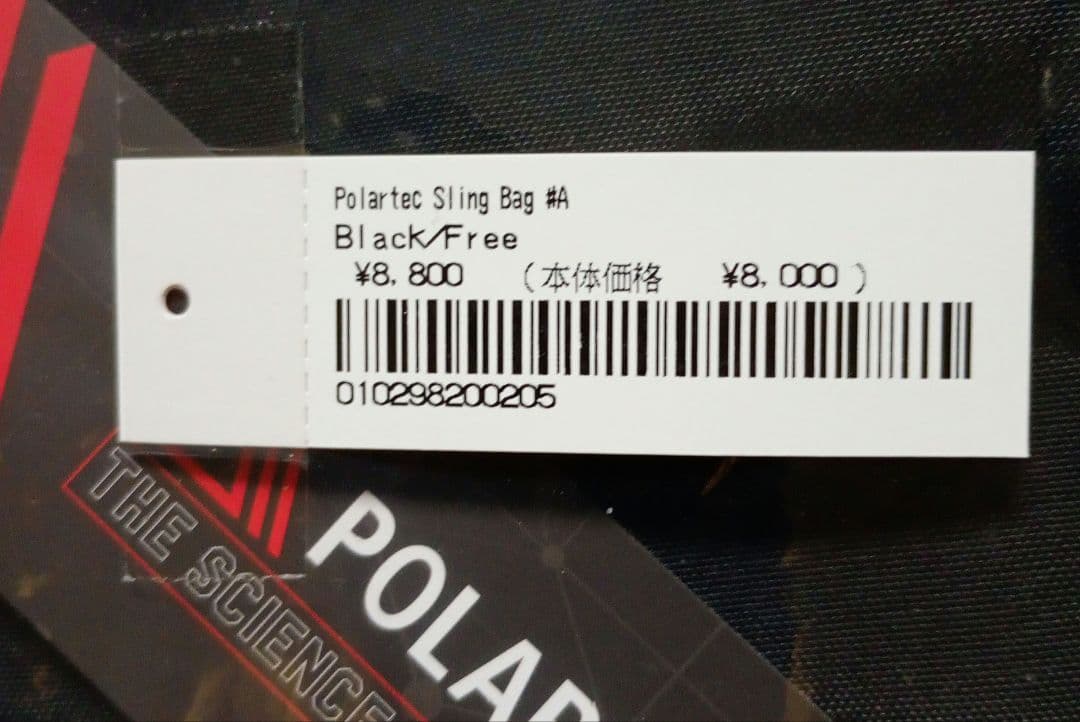 Polartec Sling Bag #A
Black/Free
¥8,800 (本体価格 ¥8,000)
010298200205
THE SCIENCE
POLAR